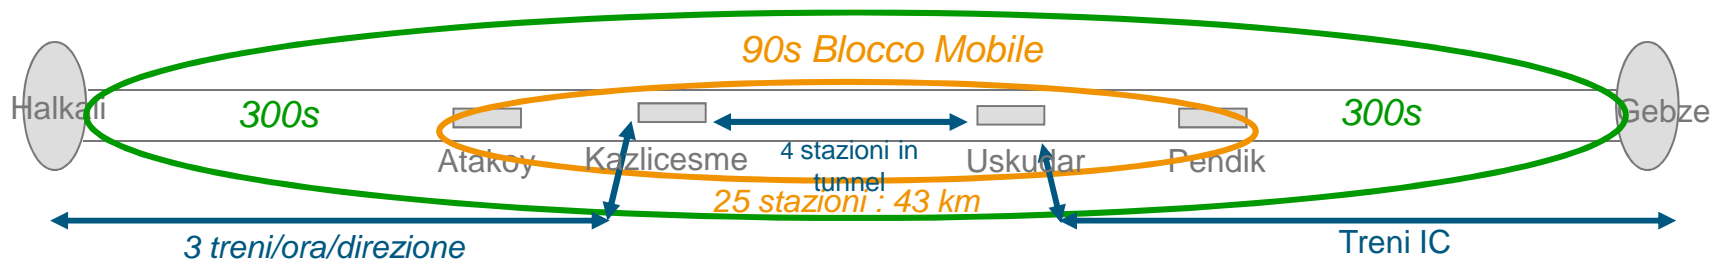 90s Blocco Mobile
Halkali
300s
300s
Gebze
Atakoy
Kazlicesme
4 stazioni in
tunnel
Uskudar
Pendik
25 stazioni : 43 km
3 treni/ora/direzione
Treni IC